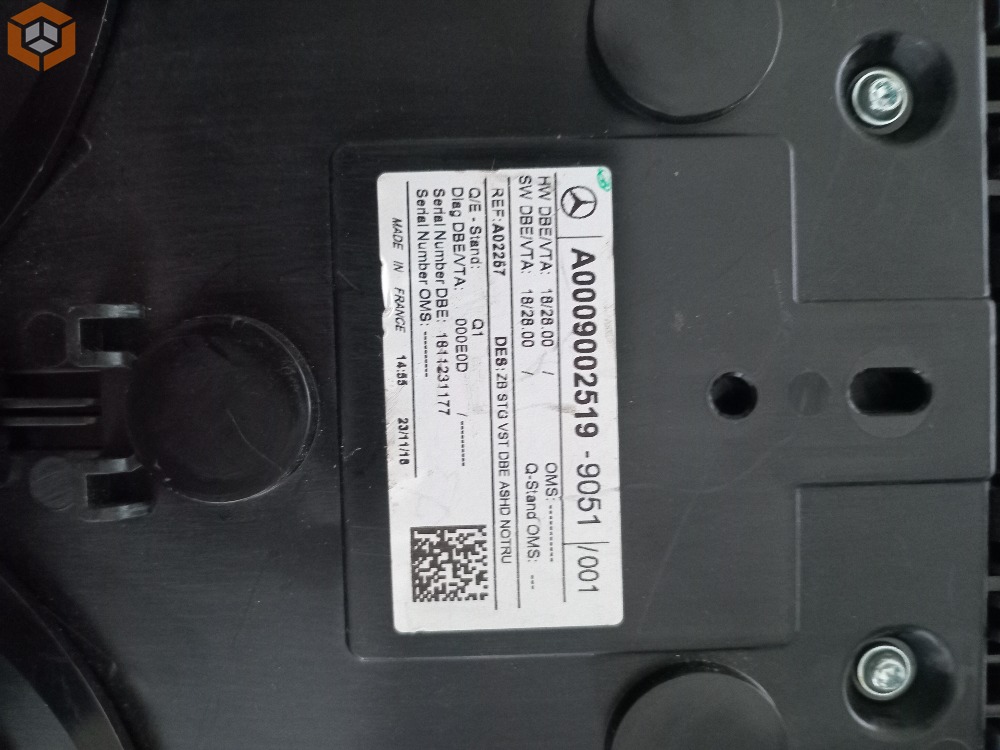 A0009002519 - 9051 /001
HW DBE/VTA: 18/28.00 / OMS:-----------
SW DBE/VTA: 18/28.00 / Q-Stand OMS: ---
REF:A02257 DES:ZB STG VST DBE ASHD NOTRU
Q/E - Stand: Q1
Diag DBE/VTA: 000E0D /----------
Serial Number DBE: 1811231177
Serial Number OMS:----------
MADE IN FRANCE 14:55 23/11/18